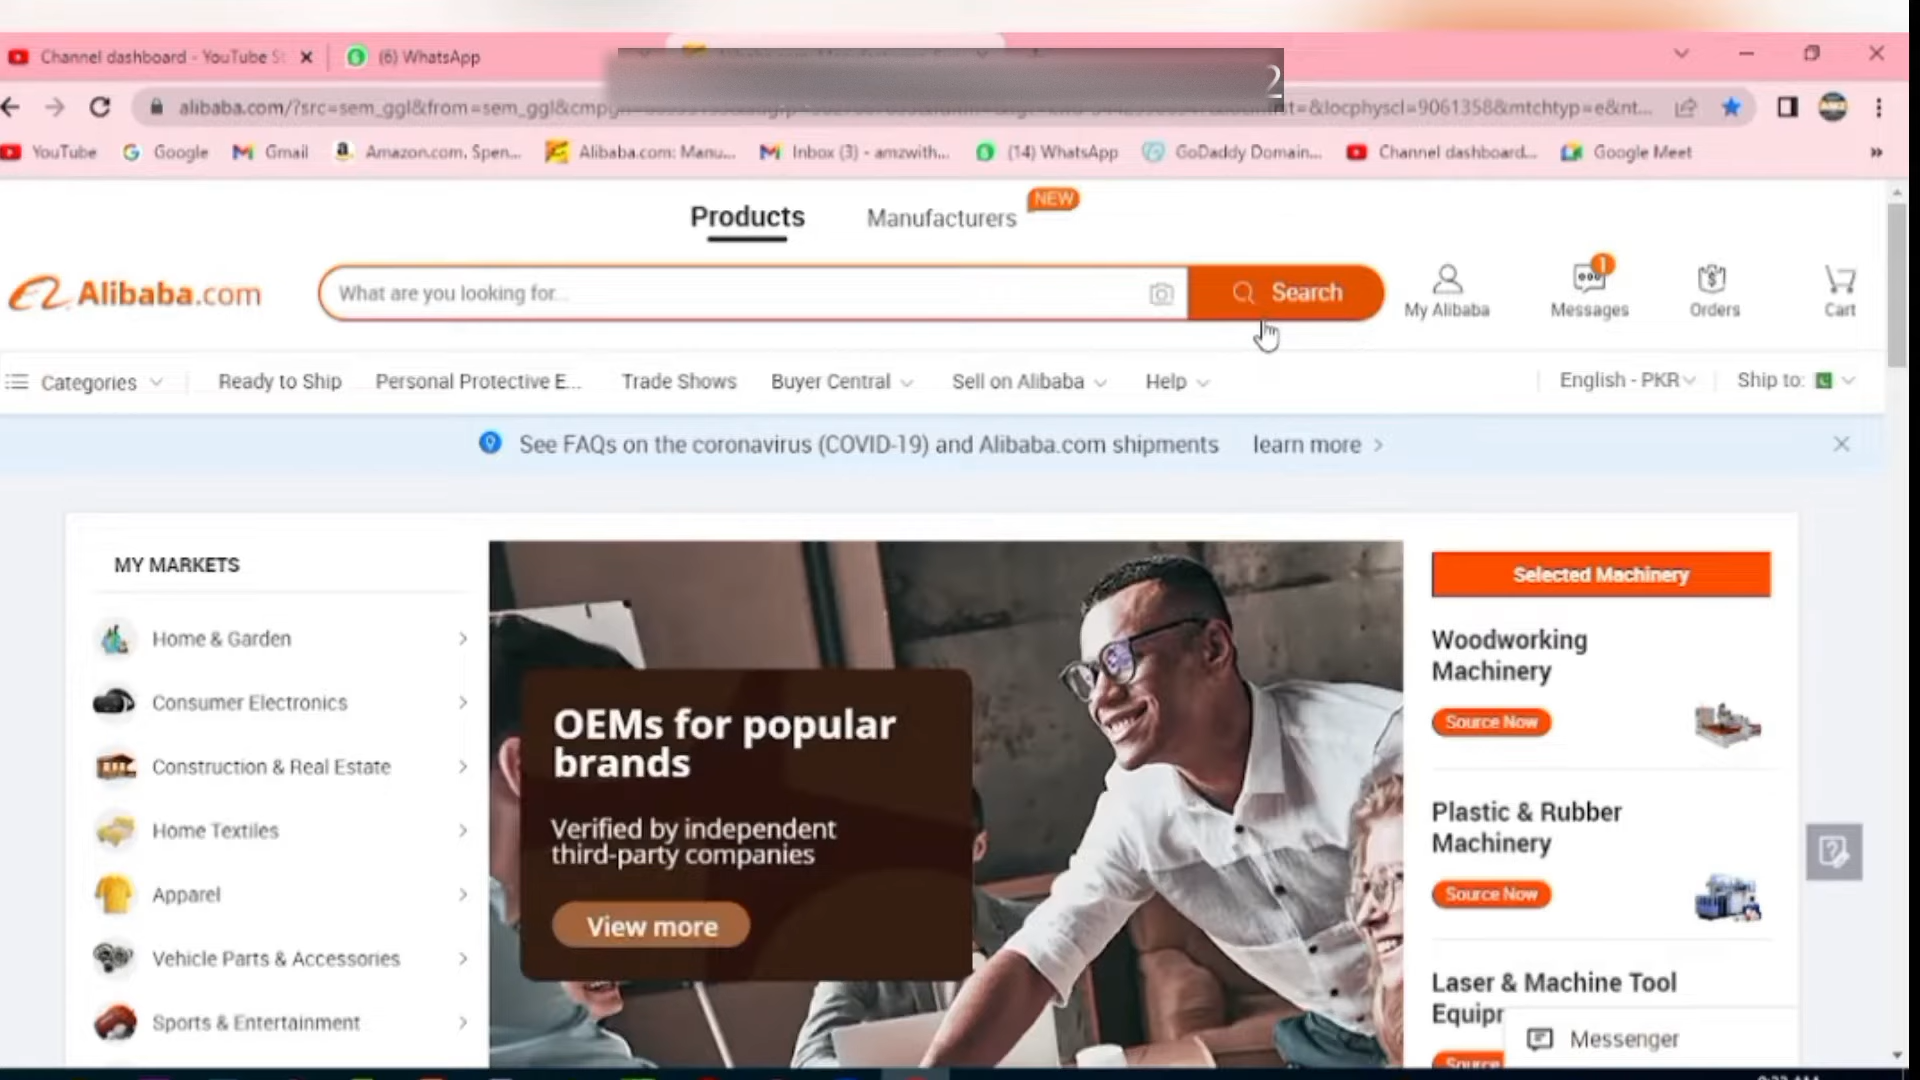 Channel dashboard - YouTube St
(6) WhatsApp
2
alibaba.com/?src=sem_ggl&from=sem_ggl&cmpgn
=&locphyscl=9061358&mtchtyp=e&nt...
YouTube
Google
Gmail
Amazon.com, Spen...
Alibaba.com: Manu...
Inbox (3) - amzwith...
(14) WhatsApp
GoDaddy Domain...
Channel dashboard...
Google Meet
»
Products
Manufacturers
NEW
Alibaba.com
What are you looking for...
Search
My Alibaba
1
Messages
Orders
Cart
Categories
Ready to Ship
Personal Protective E...
Trade Shows
Buyer Central
Sell on Alibaba
Help
English - PKR
Ship to:
See FAQs on the coronavirus (COVID-19) and Alibaba.com shipments
learn more
MY MARKETS
Home & Garden
Consumer Electronics
Construction & Real Estate
Home Textiles
Apparel
Vehicle Parts & Accessories
Sports & Entertainment
OEMs for popular
brands
Verified by independent
third-party companies
View more
Selected Machinery
Woodworking
Machinery
Source Now
Plastic & Rubber
Machinery
Source Now
Laser & Machine Tool
Equipr
Source
Messenger